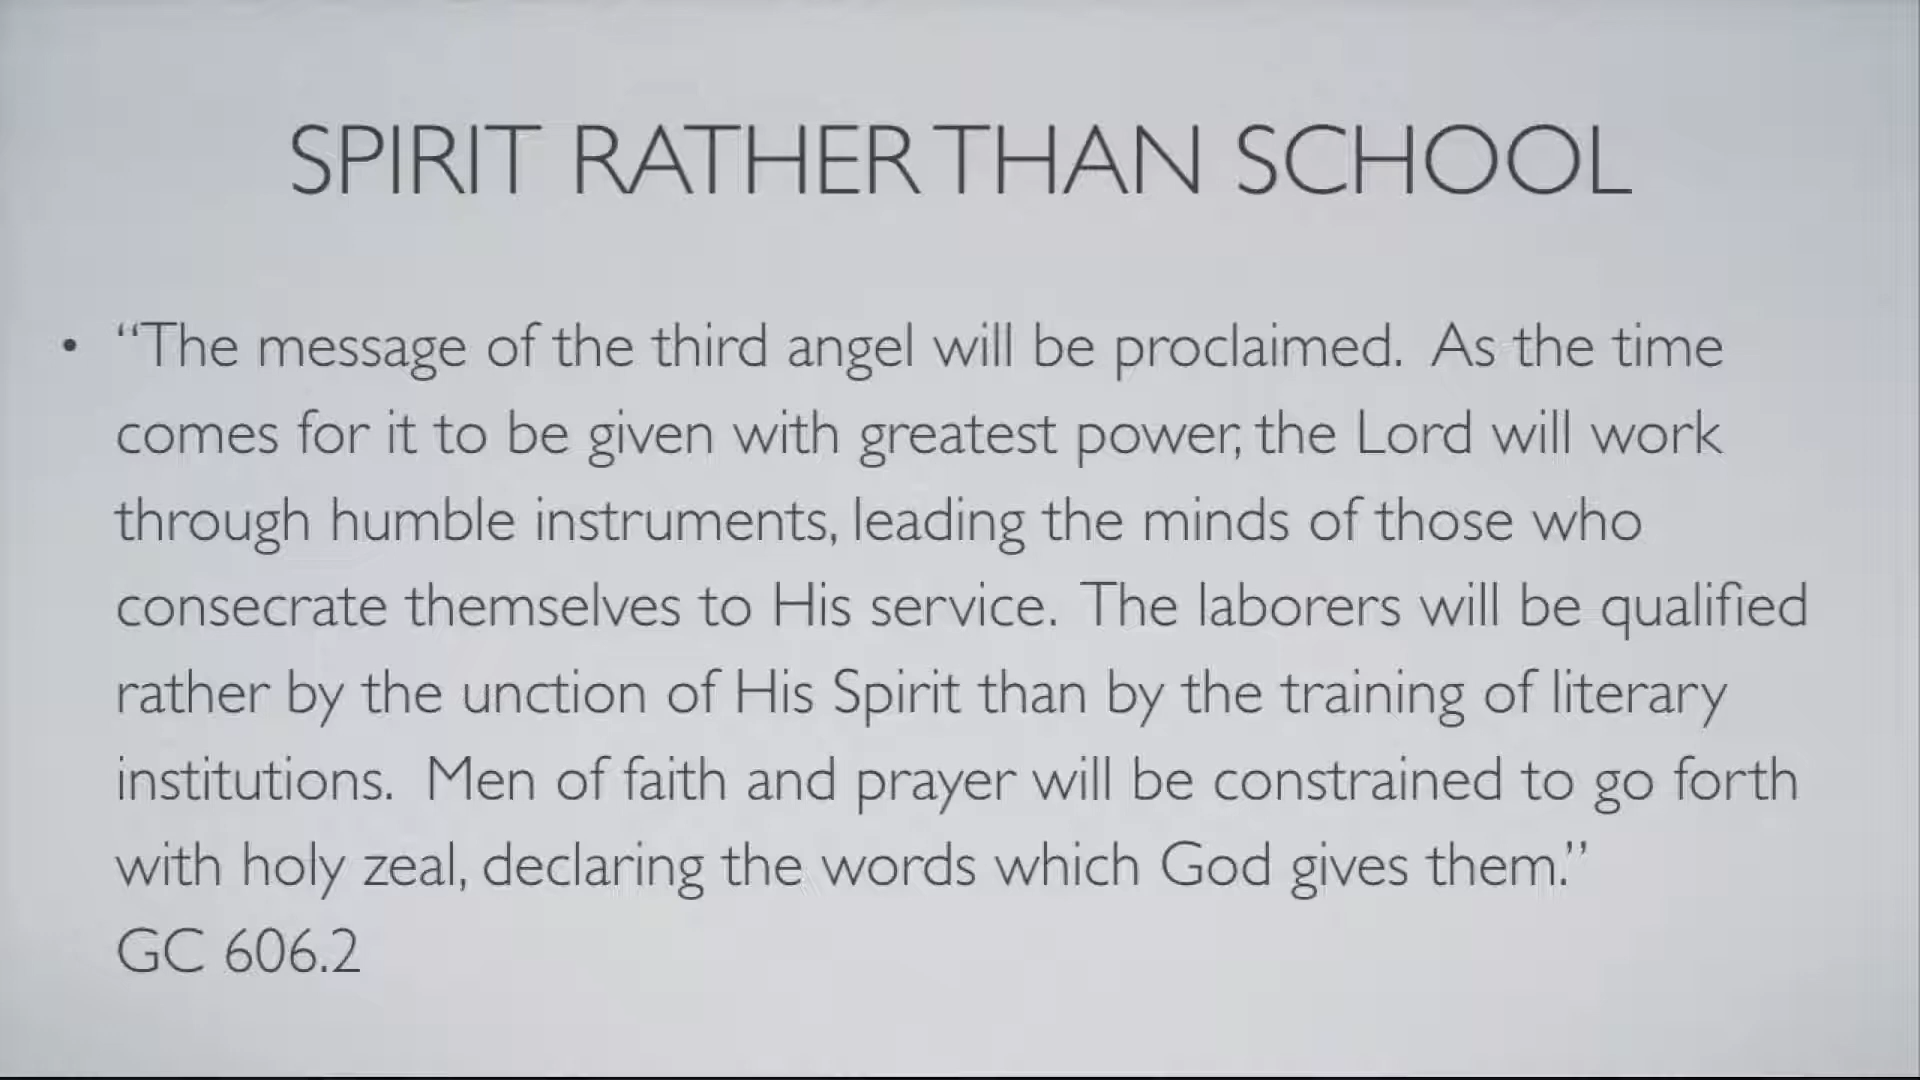 SPIRIT RATHER THAN SCHOOL
• “The message of the third angel will be proclaimed. As the time
comes for it to be given with greatest power, the Lord will work
through humble instruments, leading the minds of those who
consecrate themselves to His service. The laborers will be qualified
rather by the unction of His Spirit than by the training of literary
institutions. Men of faith and prayer will be constrained to go forth
with holy zeal, declaring the words which God gives them.”
GC 606.2